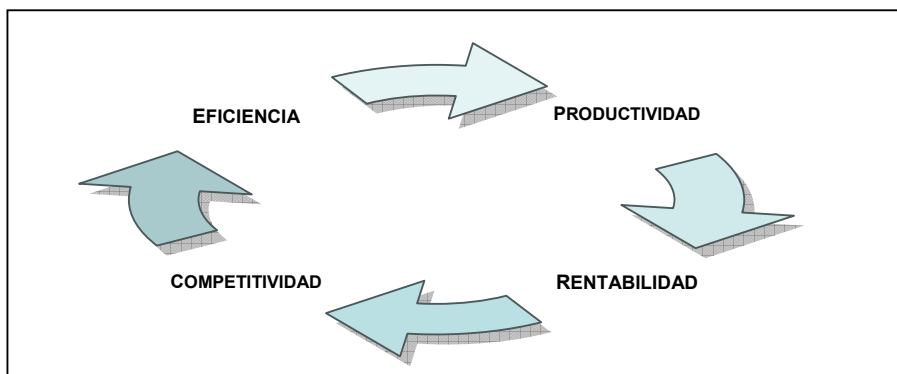 EFICIENCIA
PRODUCTIVIDAD
COMPETITIVIDAD
RENTABILIDAD